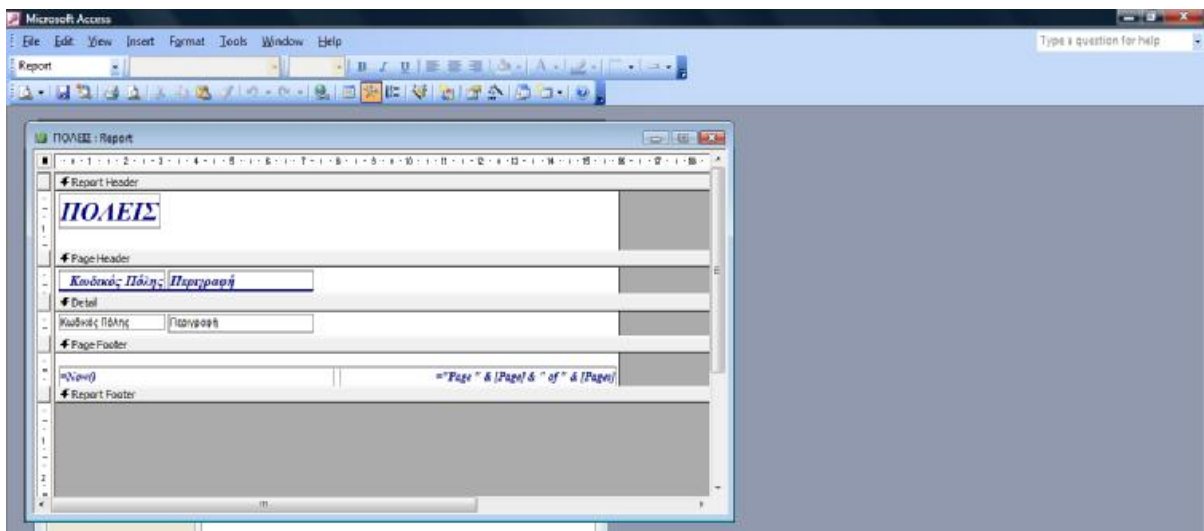 Microsoft Access
File Edit View Insert Format Tools Window Help
Type a question for help
Report
ΠΟΛΕΙΣ : Report
Report Header
ΠΟΛΕΙΣ
Page Header
Κωδικός Πόλης Περιγραφή
Detail
Κωδικός Πόλης Περιγραφή
Page Footer
=Now() ="Page " & [Page] & " of " & [Pages]
Report Footer